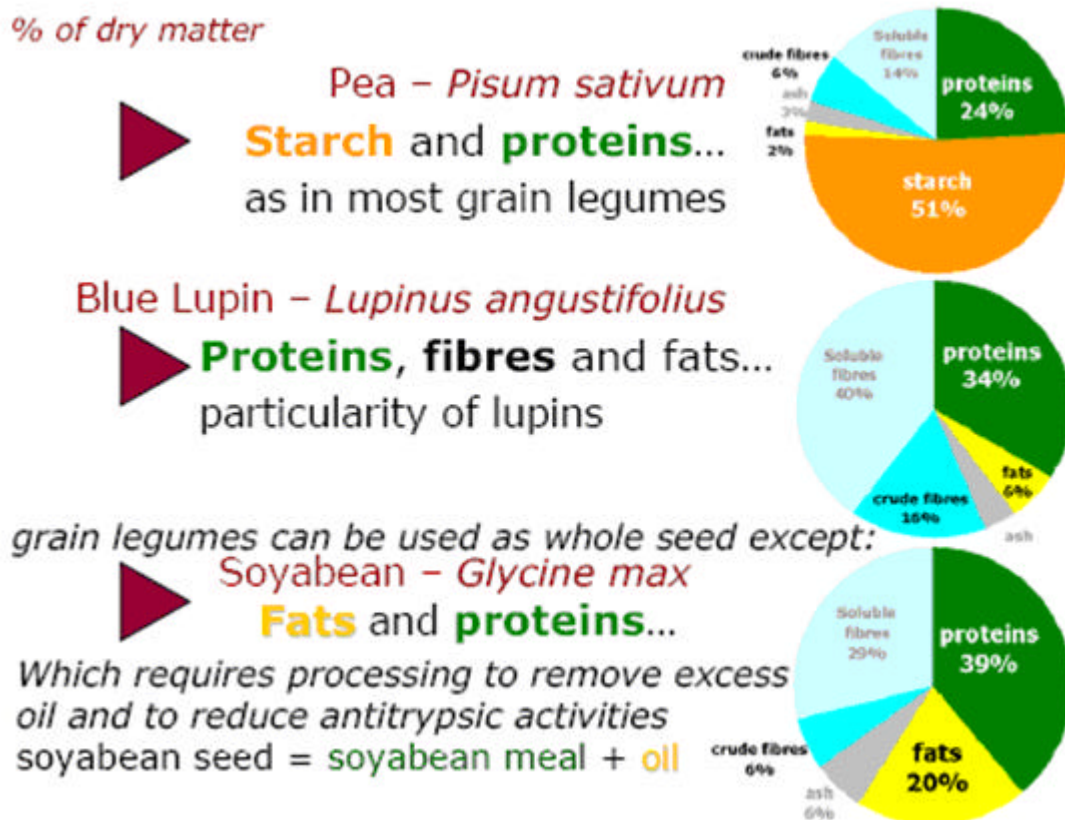 % of dry matter
Pea – Pisum sativum
Starch and proteins...
as in most grain legumes
Soluble
fibres
14%
crude fibres
6%
ash
3%
fats
2%
proteins
24%
starch
51%
Blue Lupin – Lupinus angustifolius
Proteins, fibres and fats...
particularity of lupins
Soluble
fibres
40%
proteins
34%
fats
6%
crude fibres
16%
ash
grain legumes can be used as whole seed except:
Soyabean – Glycine max
Fats and proteins...
Which requires processing to remove excess
oil and to reduce antitrypsic activities
soyabean seed = soyabean meal + oil
Soluble
fibres
29%
proteins
39%
crude fibres
6%
ash
6%
fats
20%